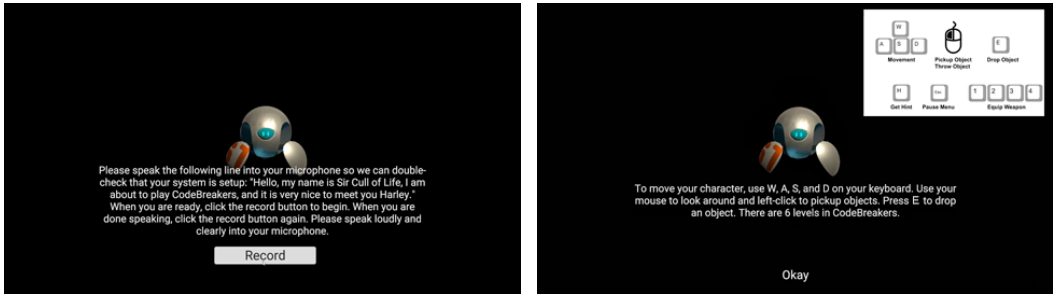 Please speak the following line into your microphone so we can double-
check that your system is setup: "Hello, my name is Sir Cull of Life, I am
about to play CodeBreakers, and it is very nice to meet you Harley."
When you are ready, click the record button to begin. When you are
done speaking, click the record button again. Please speak loudly and
clearly into your microphone.
Record
W
A S D
Movement
Pickup Object
Throw Object
E
Drop Object
H
Get Hint
Esc
Pause Menu
1 2 3 4
Equip Weapon
To move your character, use W, A, S, and D on your keyboard. Use your
mouse to look around and left-click to pickup objects. Press E to drop
an object. There are 6 levels in CodeBreakers.
Okay